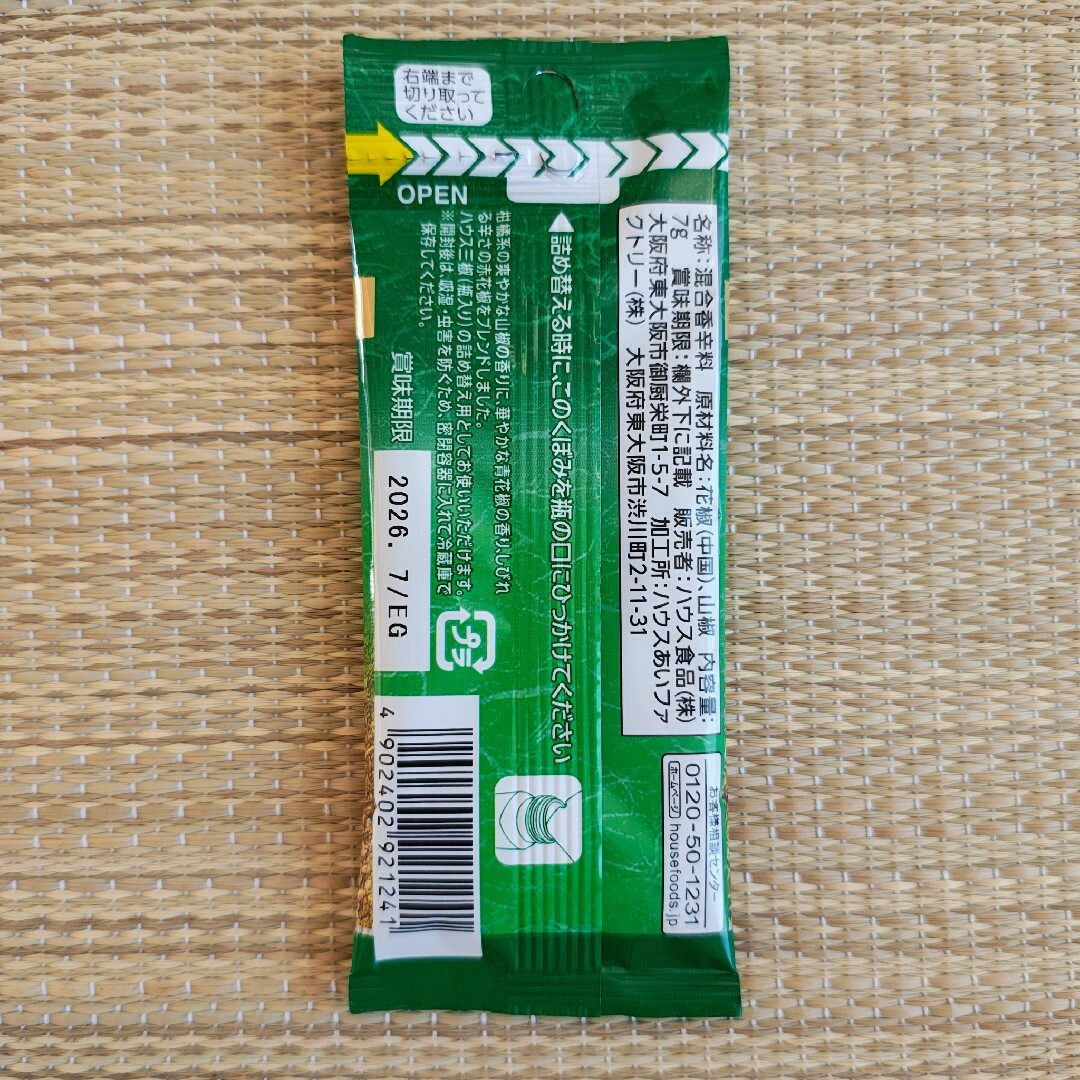 右端まで
切り取って
ください
OPEN
名称：混合香辛料　原材料名：花椒（中国）、山椒　内容量：
7g　賞味期限：欄外下に記載　販売者：ハウス食品（株）
大阪府東大阪市御厨栄町1-5-7　加工所：ハウスあいファ
クトリー（株）　大阪府東大阪市渋川町2-11-31
お客様相談センター
0120-50-1231
ホームページ housefoods.jp
◀詰め替える時に、このくぼみを瓶の口にひっかけてください
柑橘系の爽やかな山椒の香りに、華やかな青花椒の香り、しびれ
る辛さの赤花椒をブレンドしました。
ハウス三椒（瓶入り）の詰め替え用としてお使いいただけます。
※開封後は、吸湿・虫害を防ぐため、密閉容器に入れて冷蔵庫で
保存してください。
プラ
賞味期限
2026. 7/EG
4 902402 921241